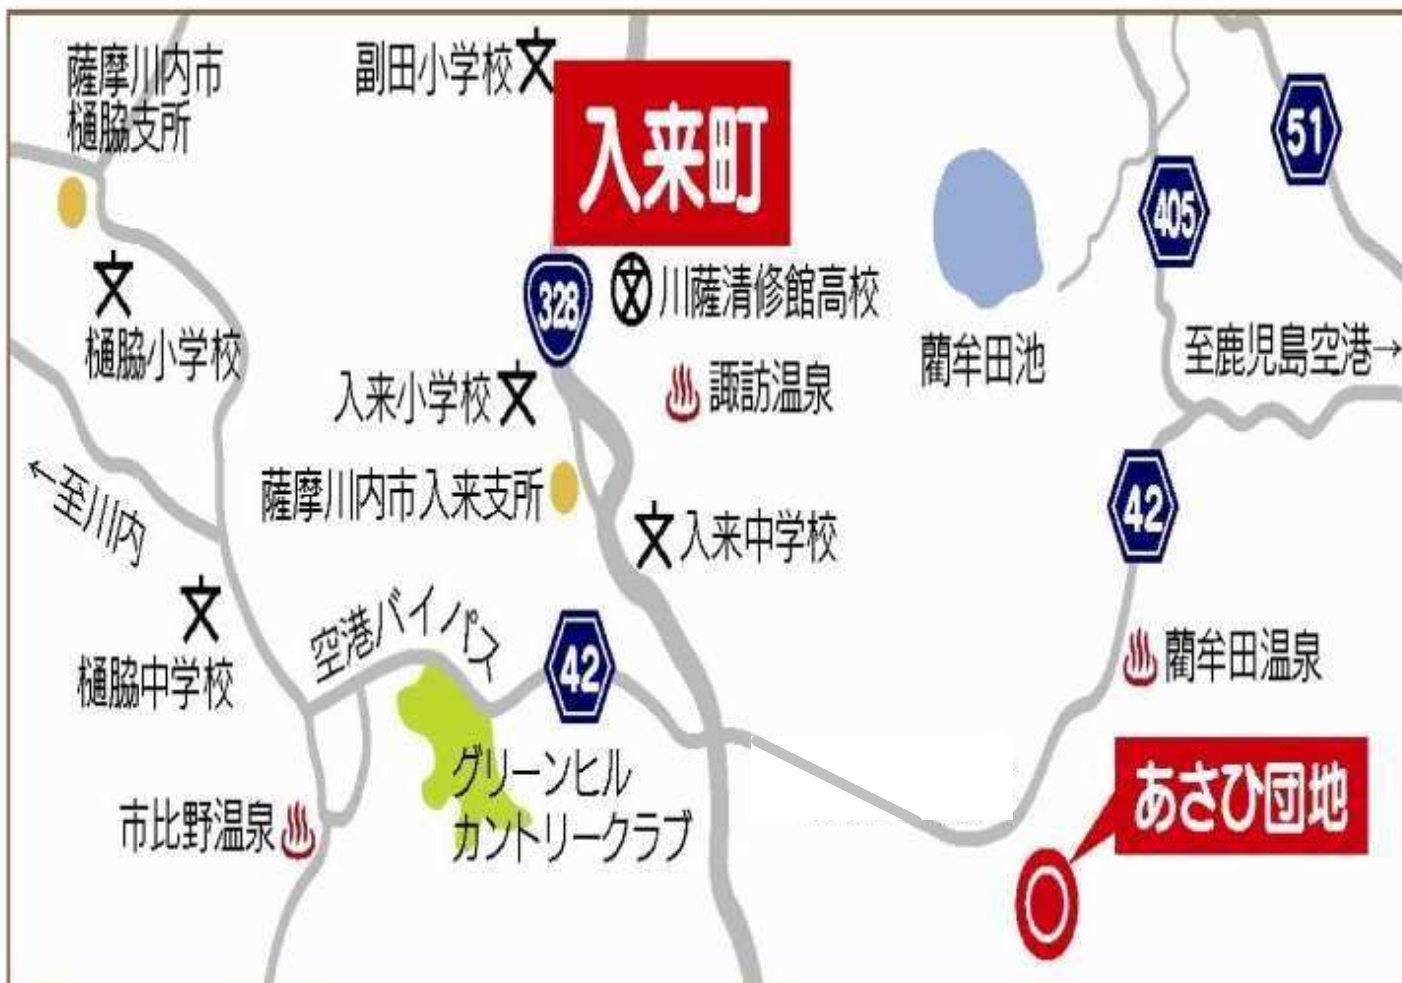 薩摩川内市
樋脇支所
副田小学校
入来町
51
405
328
川薩清修館高校
樋脇小学校
藺牟田池
至鹿児島空港→
入来小学校
諏訪温泉
←至川内
薩摩川内市入来支所
42
入来中学校
空港バイパス
42
藺牟田温泉
樋脇中学校
グリーンヒル
カントリークラブ
あさひ団地
市比野温泉